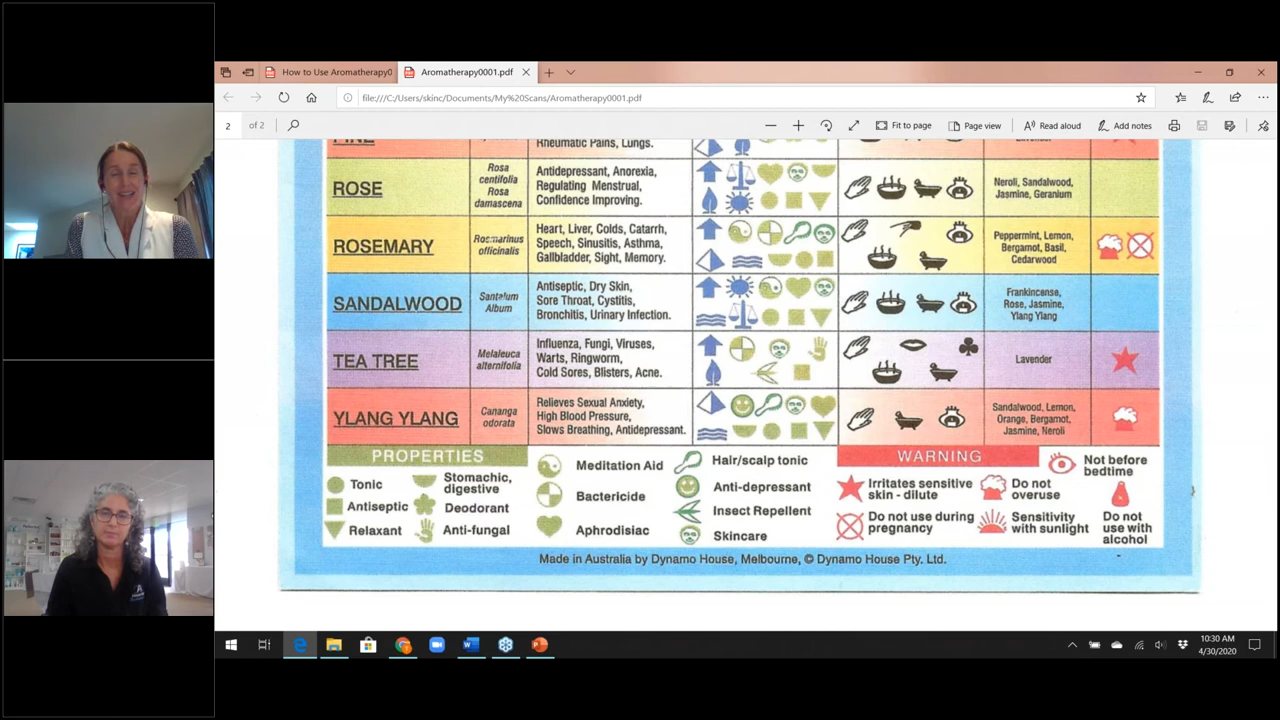 How to Use Aromatherapy0
Aromatherapy0001.pdf
file:///C:/Users/skinc/Documents/My%20Scans/Aromatherapy0001.pdf
2 of 2
Fit to page
Page view
Read aloud
Add notes
PINE
Rheumatic Pains, Lungs.
Lavender
ROSE
Rosa
centifolia
Rosa
damascena
Antidepressant, Anorexia,
Regulating Menstrual,
Confidence Improving.
Neroli, Sandalwood,
Jasmine, Geranium
ROSEMARY
Rosmarinus
officinalis
Heart, Liver, Colds, Catarrh,
Speech, Sinusitis, Asthma,
Gallbladder, Sight, Memory.
Peppermint, Lemon,
Bergamot, Basil,
Cedarwood
SANDALWOOD
Santalum
Album
Antiseptic, Dry Skin,
Sore Throat, Cystitis,
Bronchitis, Urinary Infection.
Frankincense,
Rose, Jasmine,
Ylang Ylang
TEA TREE
Melaleuca
alternifolia
Influenza, Fungi, Viruses,
Warts, Ringworm,
Cold Sores, Blisters, Acne.
Lavender
YLANG YLANG
Cananga
odorata
Relieves Sexual Anxiety,
High Blood Pressure,
Slows Breathing, Antidepressant.
Sandalwood, Lemon,
Orange, Bergamot,
Jasmine, Neroli
PROPERTIES
Tonic
Antiseptic
Relaxant
Stomachic,
digestive
Deodorant
Anti-fungal
Meditation Aid
Bactericide
Aphrodisiac
Hair/scalp tonic
Anti-depressant
Insect Repellent
Skincare
WARNING
Irritates sensitive
skin - dilute
Do not use during
pregnancy
Do not
overuse
Sensitivity
with sunlight
Not before
bedtime
Do not
use with
alcohol
Made in Australia by Dynamo House, Melbourne, © Dynamo House Pty. Ltd.
10:30 AM
4/30/2020